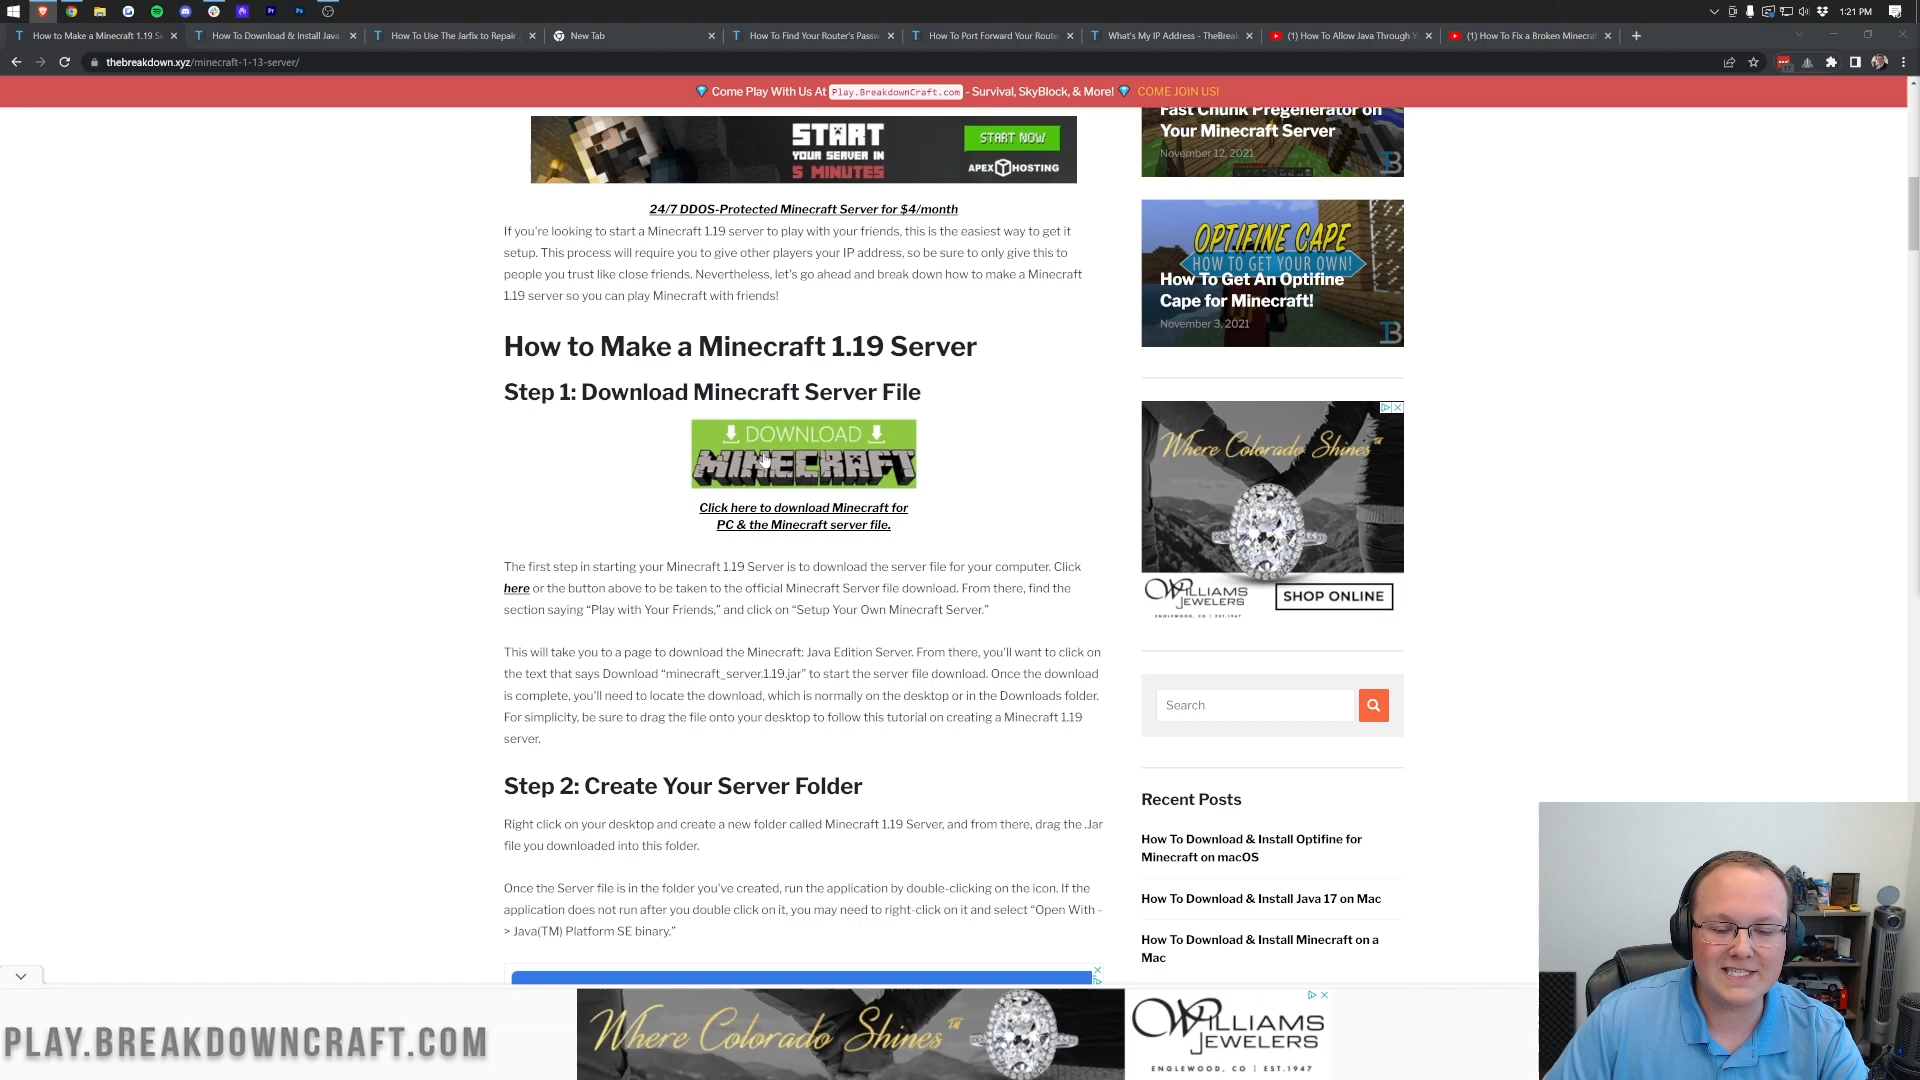 1:21 PM
How to Make a Minecraft 1.19 Se
How To Download & Install Java
How To Use The Jarfix to Repair
New Tab
How To Find Your Router's Passw
How To Port Forward Your Route
What's My IP Address - TheBreak
(1) How To Allow Java Through
(1) How To Fix a Broken Minecraf
thebreakdown.xyz/minecraft-1-13-server/
Come Play With Us At Play.BreakdownCraft.com - Survival, SkyBlock, & More! COME JOIN US!
START
YOUR SERVER IN
5 MINUTES
START NOW
APEX HOSTING
24/7 DDOS-Protected Minecraft Server for $4/month
If you're looking to start a Minecraft 1.19 server to play with your friends, this is the easiest way to get it
setup. This process will require you to give other players your IP address, so be sure to only give this to
people you trust like close friends. Nevertheless, let's go ahead and break down how to make a Minecraft
1.19 server so you can play Minecraft with friends!
How to Make a Minecraft 1.19 Server
Step 1: Download Minecraft Server File
DOWNLOAD
MINECRAFT
Click here to download Minecraft for
PC & the Minecraft server file.
The first step in starting your Minecraft 1.19 Server is to download the server file for your computer. Click
here or the button above to be taken to the official Minecraft Server file download. From there, find the
section saying “Play with Your Friends,” and click on “Setup Your Own Minecraft Server.”
This will take you to a page to download the Minecraft: Java Edition Server. From there, you'll want to click on
the text that says Download “minecraft_server.1.19.jar” to start the server file download. Once the download
is complete, you'll need to locate the download, which is normally on the desktop or in the Downloads folder.
For simplicity, be sure to drag the file onto your desktop to follow this tutorial on creating a Minecraft 1.19
server.
Step 2: Create Your Server Folder
Right click on your desktop and create a new folder called Minecraft 1.19 Server, and from there, drag the .Jar
file you downloaded into this folder.
Once the Server file is in the folder you've created, run the application by double-clicking on the icon. If the
application does not run after you double click on it, you may need to right-click on it and select “Open With -
> Java(TM) Platform SE binary.”
Fast Chunk Pregenerator on
Your Minecraft Server
November 12, 2021
OPTIFINE CAPE
HOW TO GET YOUR OWN!
How To Get An Optifine
Cape for Minecraft!
November 3, 2021
Where Colorado Shines™
WILLIAMS
JEWELERS
ENGLEWOOD, CO | EST.1947
SHOP ONLINE
Search
Recent Posts
How To Download & Install Optifine for
Minecraft on macOS
How To Download & Install Java 17 on Mac
How To Download & Install Minecraft on a
Mac
PLAY.BREAKDOWNCRAFT.COM
Where Colorado Shines™
WILLIAMS
JEWELERS
ENGLEWOOD, CO | EST.1947